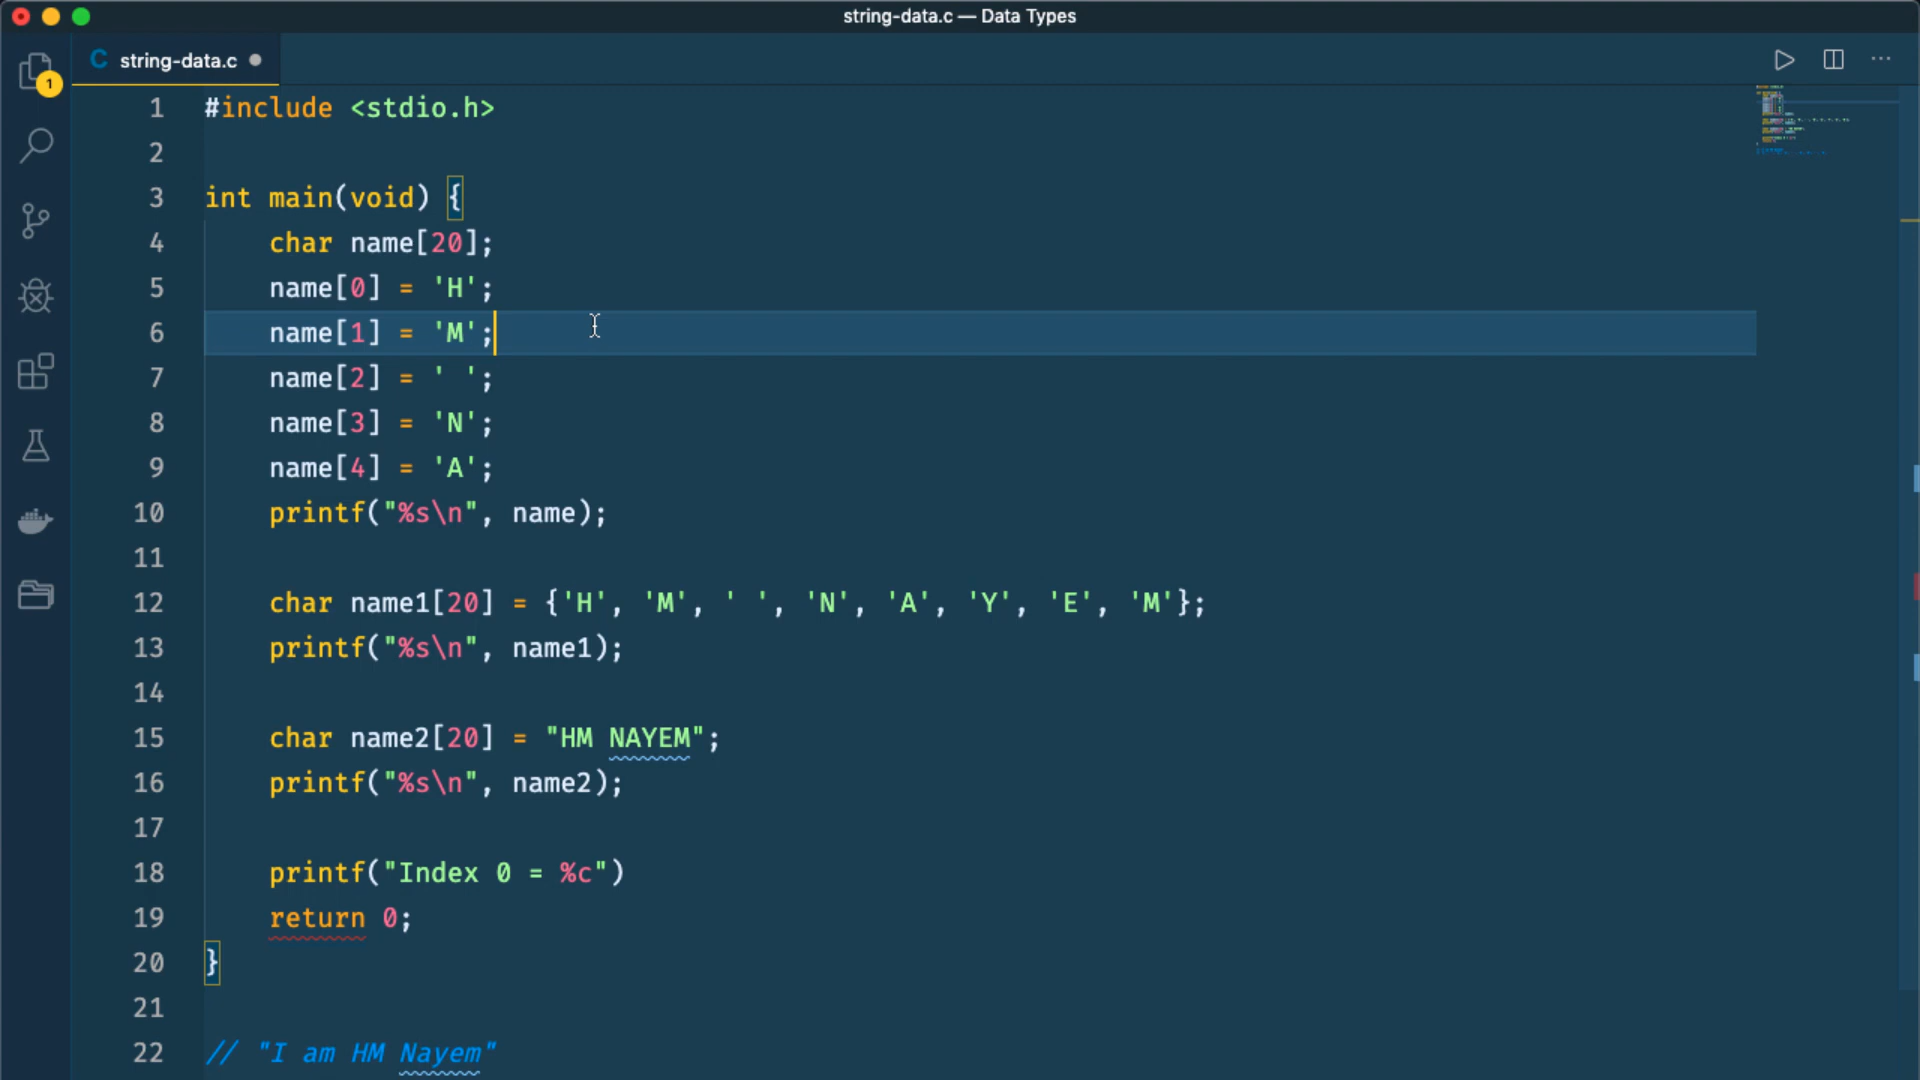 string-data.c — Data Types
string-data.c
1
1 #include <stdio.h>
2
3 int main(void) {
4     char name[20];
5     name[0] = 'H';
6     name[1] = 'M';
7     name[2] = ' ';
8     name[3] = 'N';
9     name[4] = 'A';
10     printf("%s\n", name);
11
12     char name1[20] = {'H', 'M', ' ', 'N', 'A', 'Y', 'E', 'M'};
13     printf("%s\n", name1);
14
15     char name2[20] = "HM NAYEM";
16     printf("%s\n", name2);
17
18     printf("Index 0 = %c")
19     return 0;
20 }
21
22 // "I am HM Nayem"